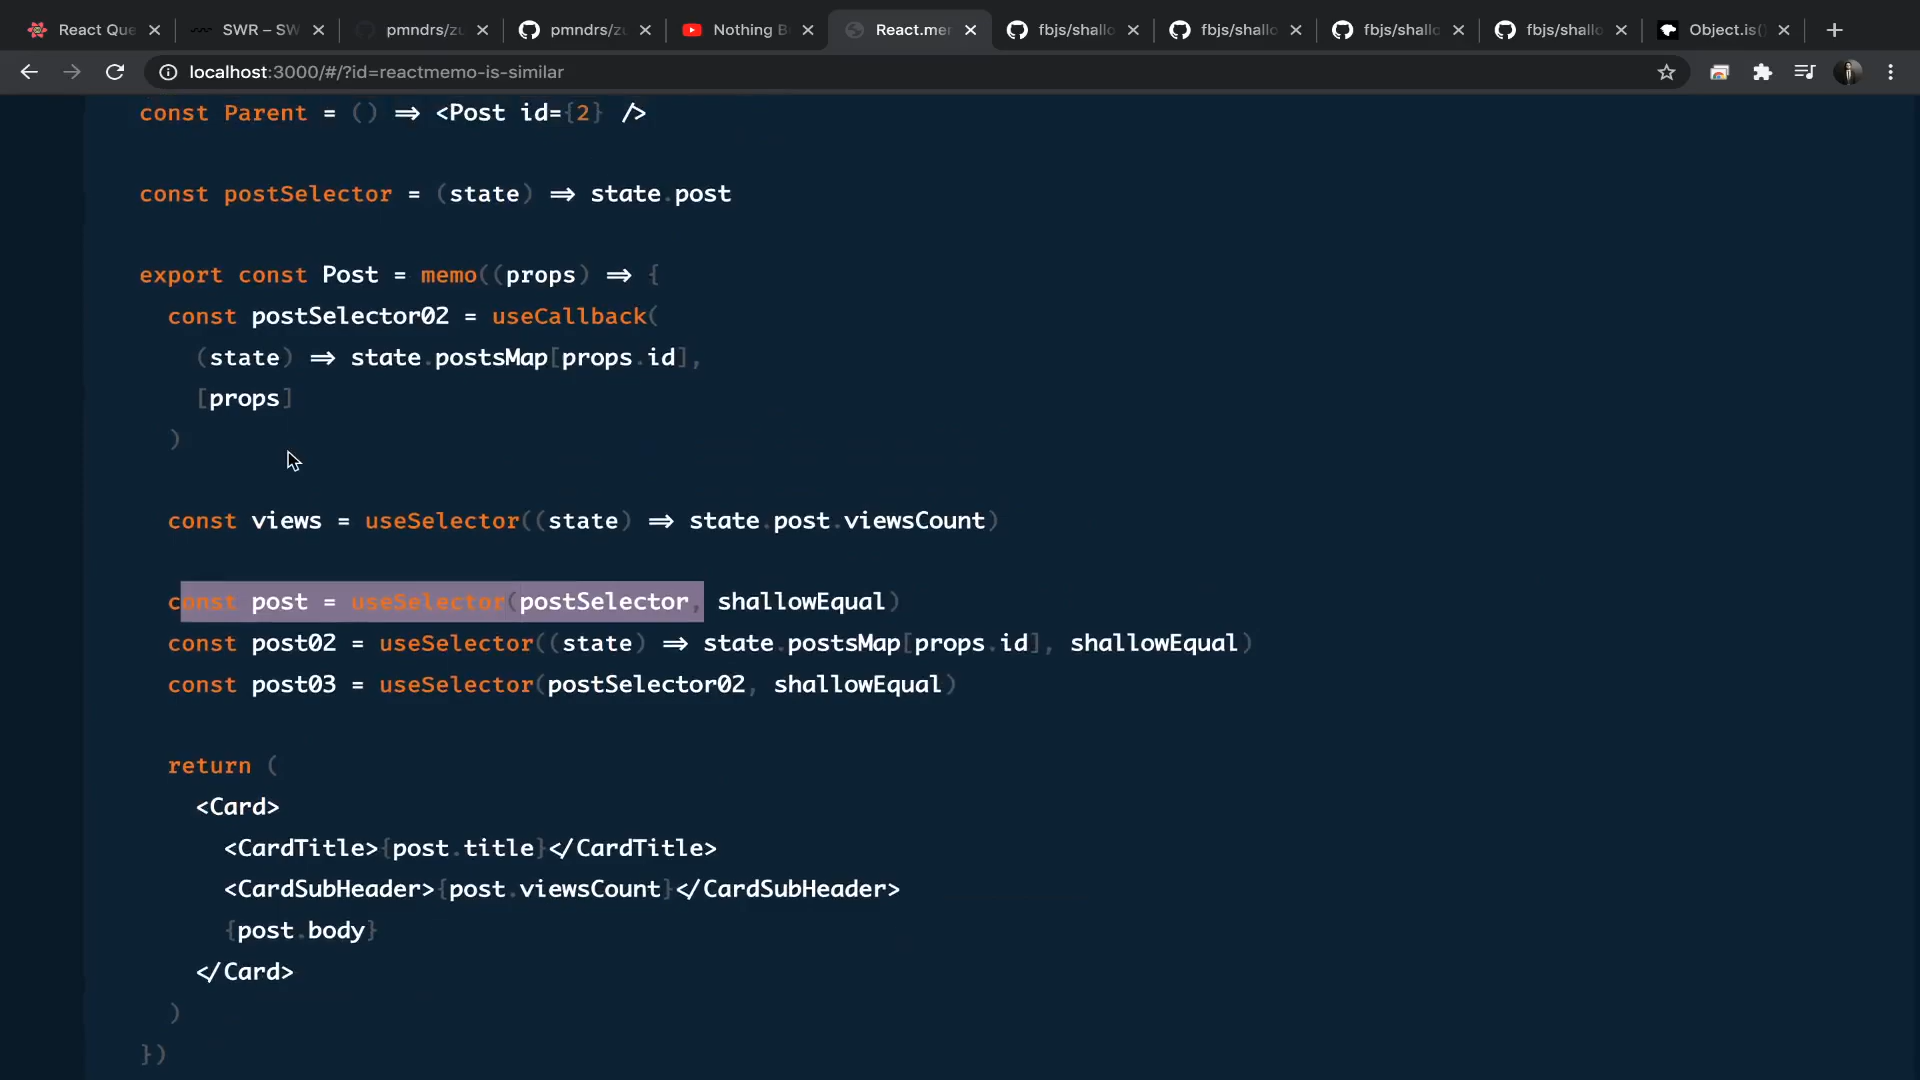 React Que
SWR – SW
pmndrs/zu
pmndrs/zu
Nothing B
React.mer
fbjs/shallo
fbjs/shallo
fbjs/shallo
fbjs/shallo
Object.is()
localhost:3000/#/?id=reactmemo-is-similar
const Parent = () => <Post id={2} />
const postSelector = (state) => state.post
export const Post = memo((props) => {
const postSelector02 = useCallback(
(state) => state.postsMap[props.id],
[props]
)
const views = useSelector((state) => state.post.viewsCount)
const post = useSelector(postSelector, shallowEqual)
const post02 = useSelector((state) => state.postsMap[props.id], shallowEqual)
const post03 = useSelector(postSelector02, shallowEqual)
return (
<Card>
<CardTitle>{post.title}</CardTitle>
<CardSubHeader>{post.viewsCount}</CardSubHeader>
{post.body}
</Card>
)
})